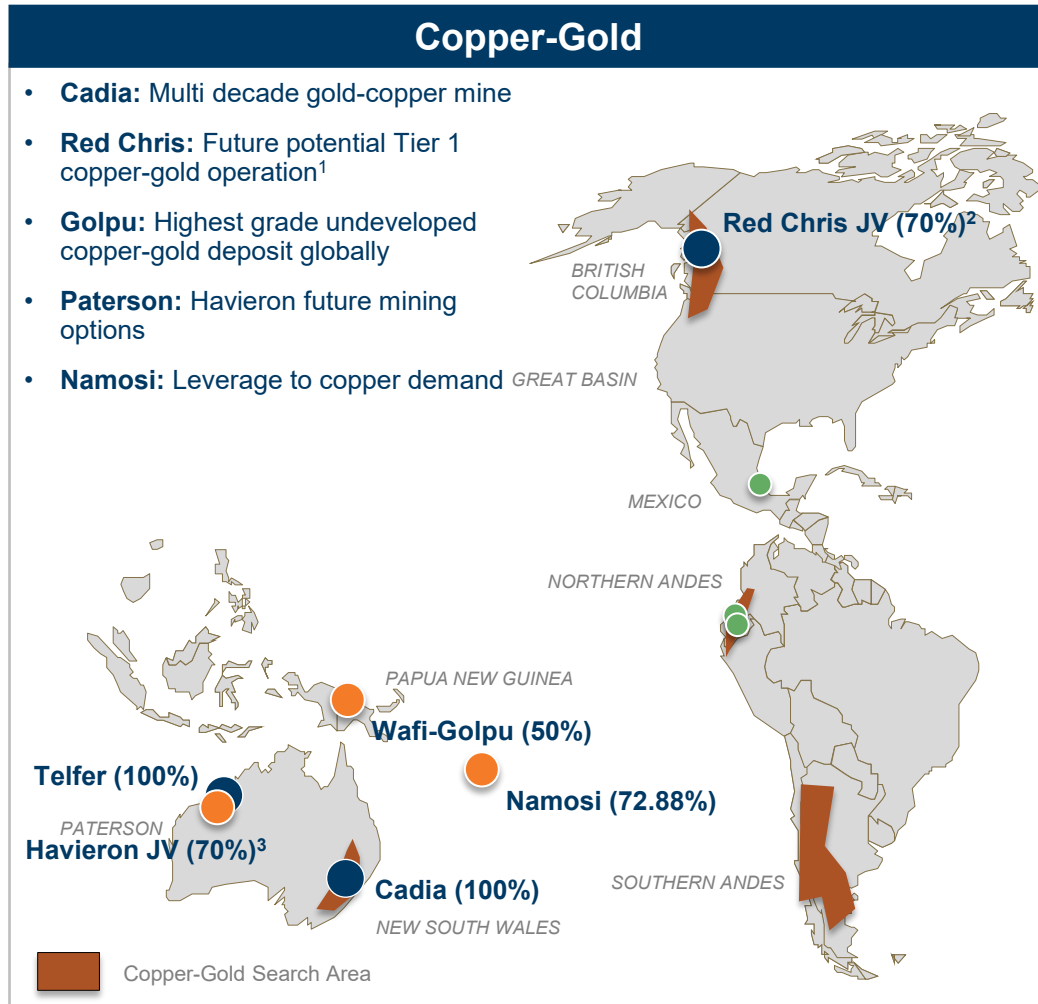 Copper-Gold
• Cadia: Multi decade gold-copper mine
• Red Chris: Future potential Tier 1
copper-gold operation¹
• Golpu: Highest grade undeveloped
copper-gold deposit globally
• Paterson: Havieron future mining
options
• Namosi: Leverage to copper demand
Red Chris JV (70%)²
BRITISH
COLUMBIA
GREAT BASIN
MEXICO
NORTHERN ANDES
PAPUA NEW GUINEA
Wafi-Golpu (50%)
Telfer (100%)
Namosi (72.88%)
PATERSON
Havieron JV (70%)³
Cadia (100%)
SOUTHERN ANDES
NEW SOUTH WALES
Copper-Gold Search Area